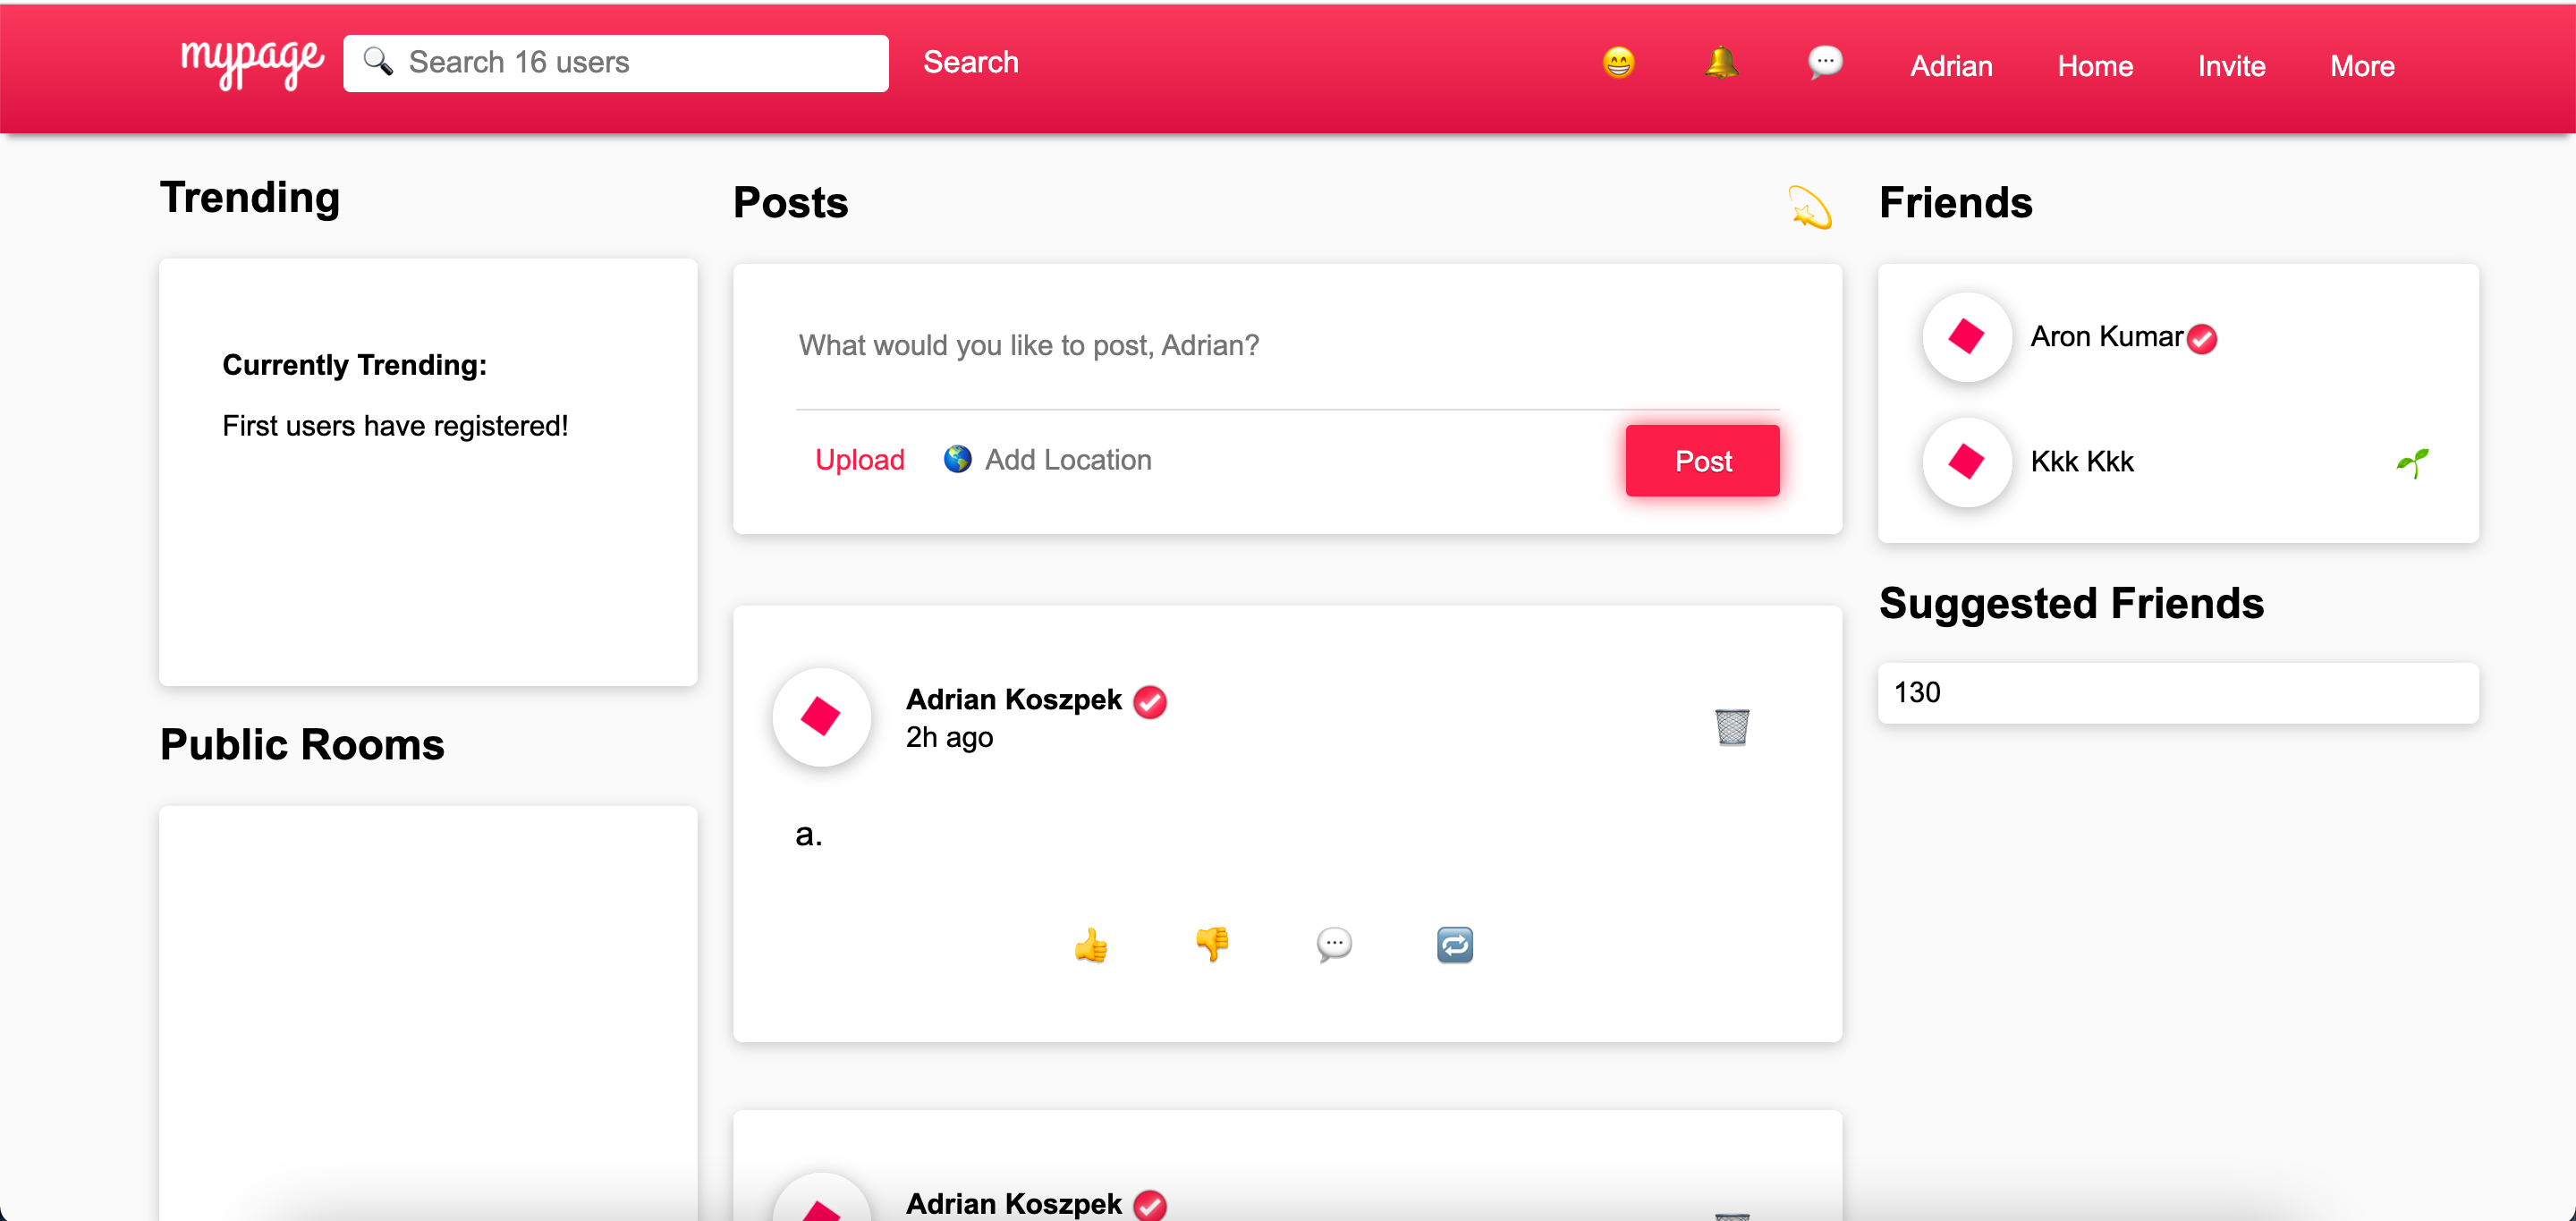 mypage
Search 16 users
Search
Adrian
Home
Invite
More
Trending
Currently Trending:
First users have registered!
Public Rooms
Posts
What would you like to post, Adrian?
Upload
Add Location
Post
Adrian Koszpek
2h ago
a.
Adrian Koszpek
Friends
Aron Kumar
Kkk Kkk
Suggested Friends
130